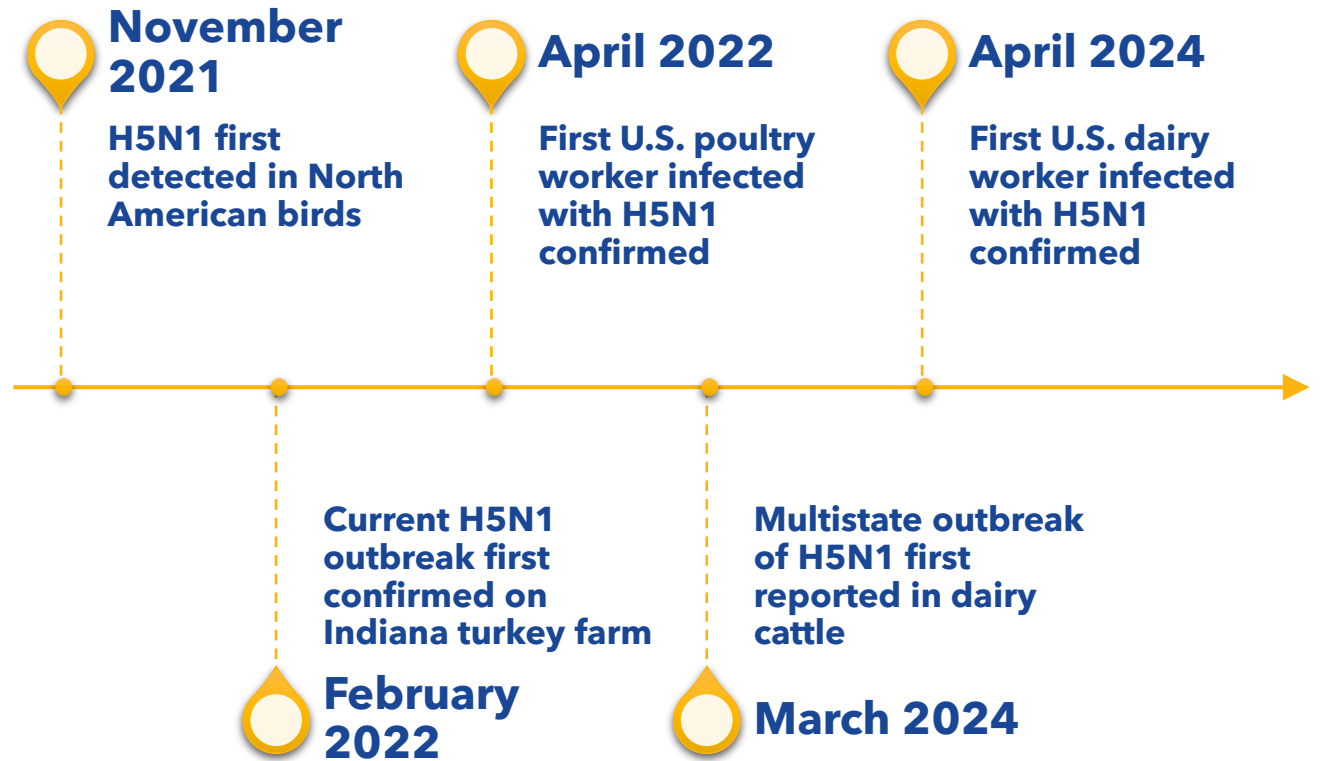 November
2021
H5N1 first
detected in North
American birds
Current H5N1
outbreak first
confirmed on
Indiana turkey farm
February
2022
April 2022
First U.S. poultry
worker infected
with H5N1
confirmed
Multistate outbreak
of H5N1 first
reported in dairy
cattle
March 2024
April 2024
First U.S. dairy
worker infected
with H5N1
confirmed